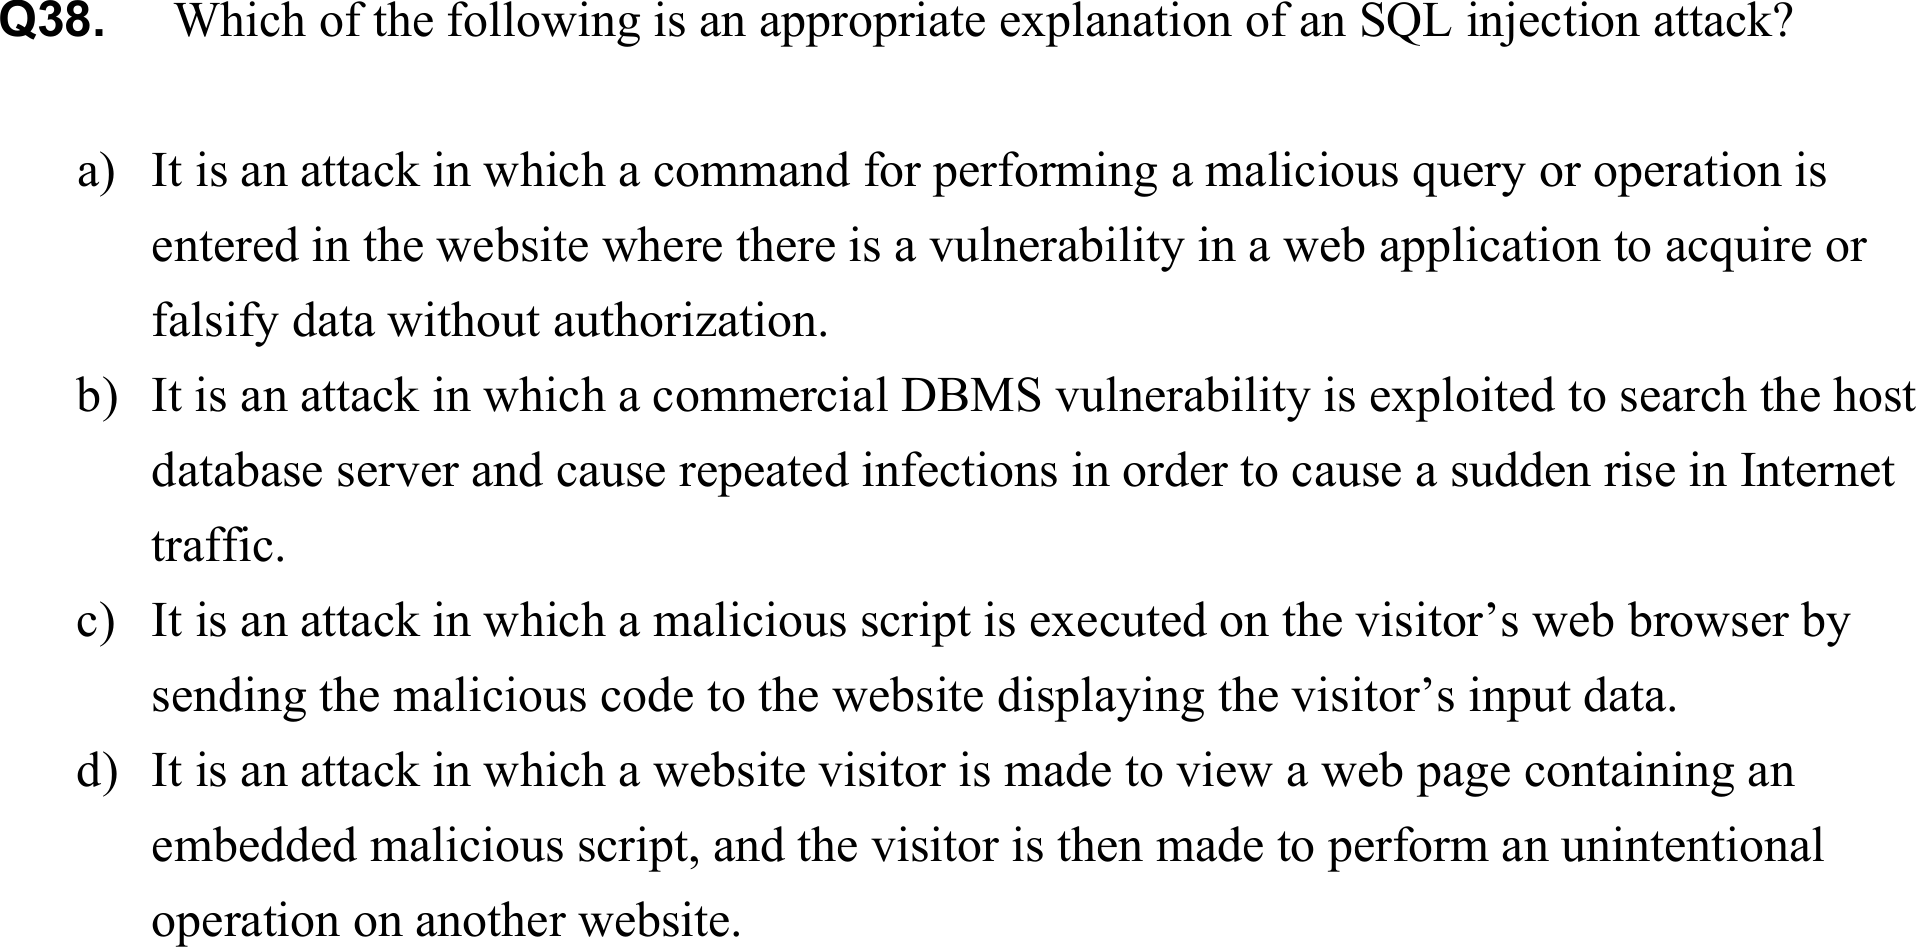 Q38. Which of the following is an appropriate explanation of an SQL injection attack?
a) It is an attack in which a command for performing a malicious query or operation is
entered in the website where there is a vulnerability in a web application to acquire or
falsify data without authorization.
b) It is an attack in which a commercial DBMS vulnerability is exploited to search the host
database server and cause repeated infections in order to cause a sudden rise in Internet
traffic.
c) It is an attack in which a malicious script is executed on the visitor’s web browser by
sending the malicious code to the website displaying the visitor’s input data.
d) It is an attack in which a website visitor is made to view a web page containing an
embedded malicious script, and the visitor is then made to perform an unintentional
operation on another website.